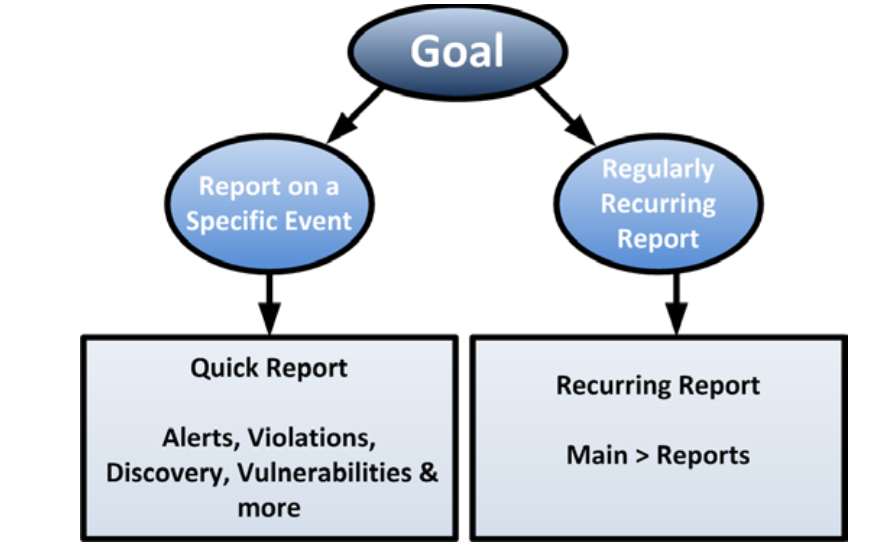 Goal
Report on a
Specific Event
Regularly
Recurring
Report
Quick Report
Alerts, Violations,
Discovery, Vulnerabilities &
more
Recurring Report
Main > Reports